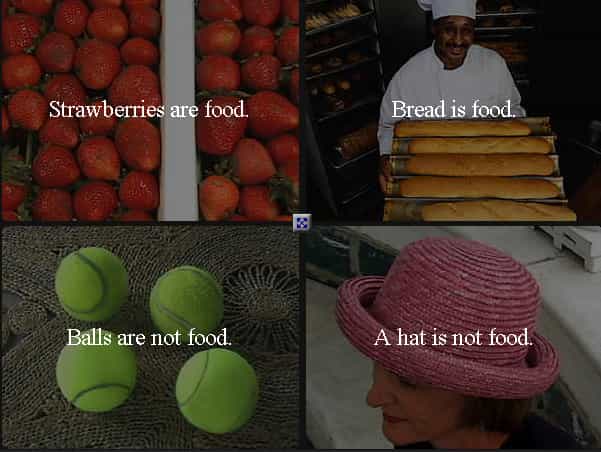 Strawberries are food.
Bread is food.
Balls are not food.
A hat is not food.